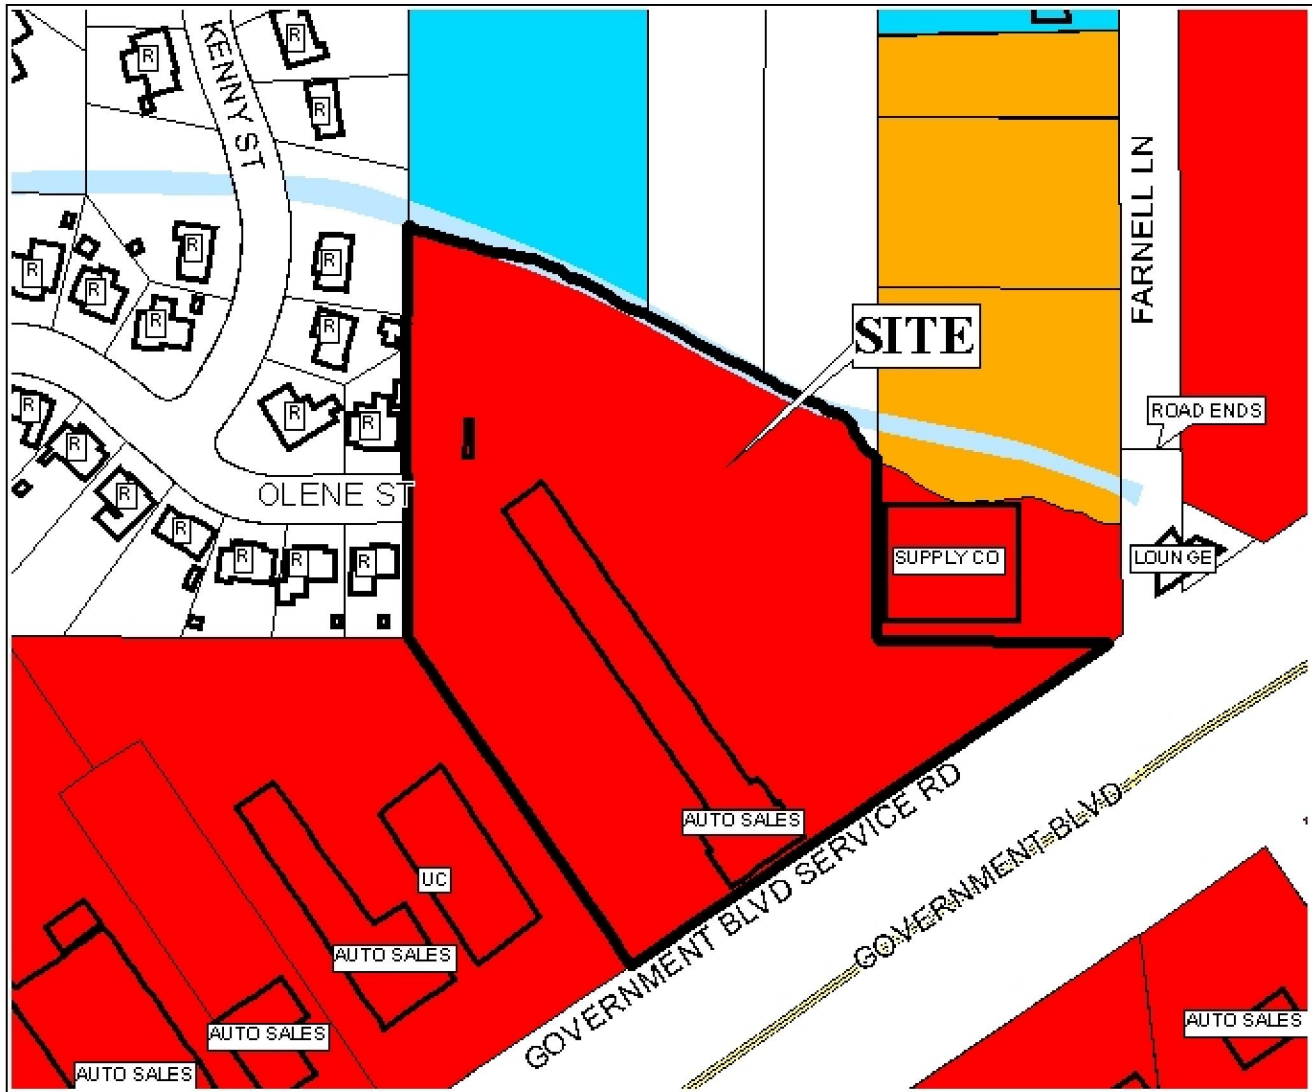 KENNY ST
R
R
R
FARNELL LN
R
R
R
R
R
SITE
R
R
R
R
R
ROAD ENDS
R
OLENE ST
R
R
R
R
R
SUPPLY CO
LOUNGE
AUTO SALES
GOVERNMENT BLVD SERVICE RD
GOVERNMENT BLVD
UC
AUTO SALES
AUTO SALES
AUTO SALES
AUTO SALES